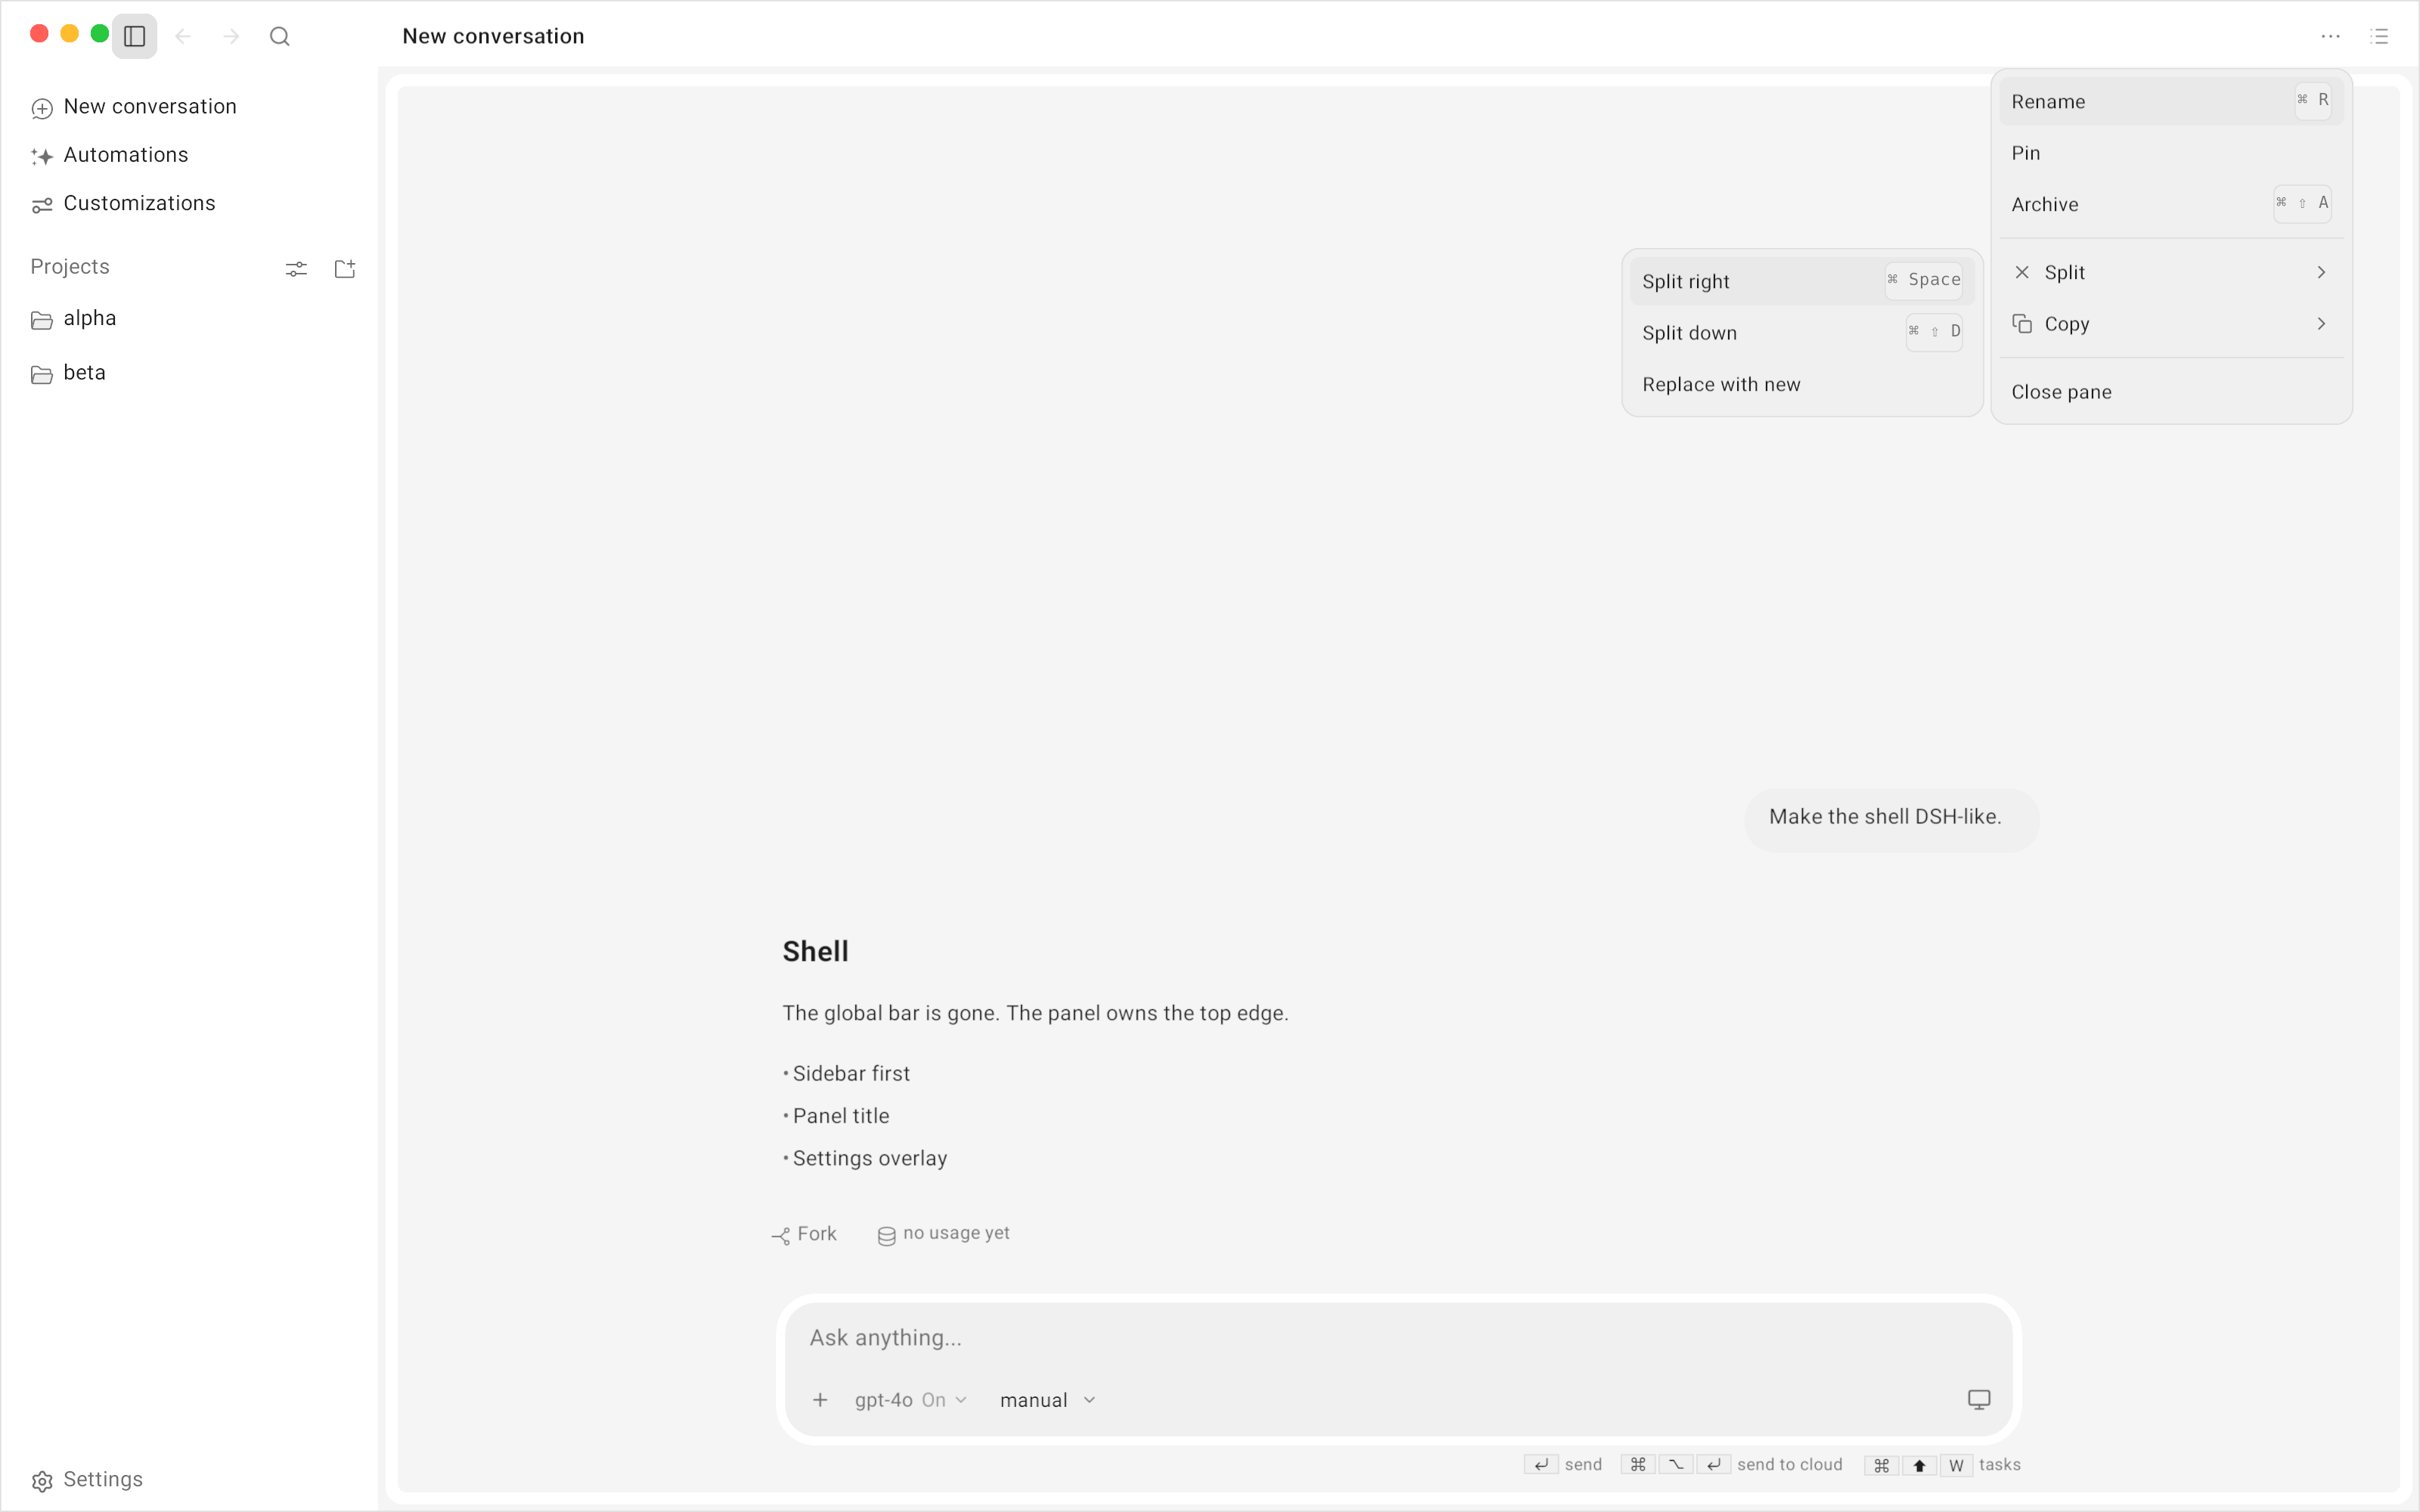 New conversation
New conversation
Automations
Customizations
Projects
alpha
beta
Settings
Rename ⌘ R
Pin
Archive ⌘ ⇧ A
Split
Copy
Close pane
Split right ⌘ Space
Split down ⌘ ⇧ D
Replace with new
Make the shell DSH-like.
Shell
The global bar is gone. The panel owns the top edge.
• Sidebar first
• Panel title
• Settings overlay
Fork no usage yet
Ask anything...
gpt-4o On manual
↵ send ⌘ ⌥ ↵ send to cloud ⌘ ⬆ W tasks